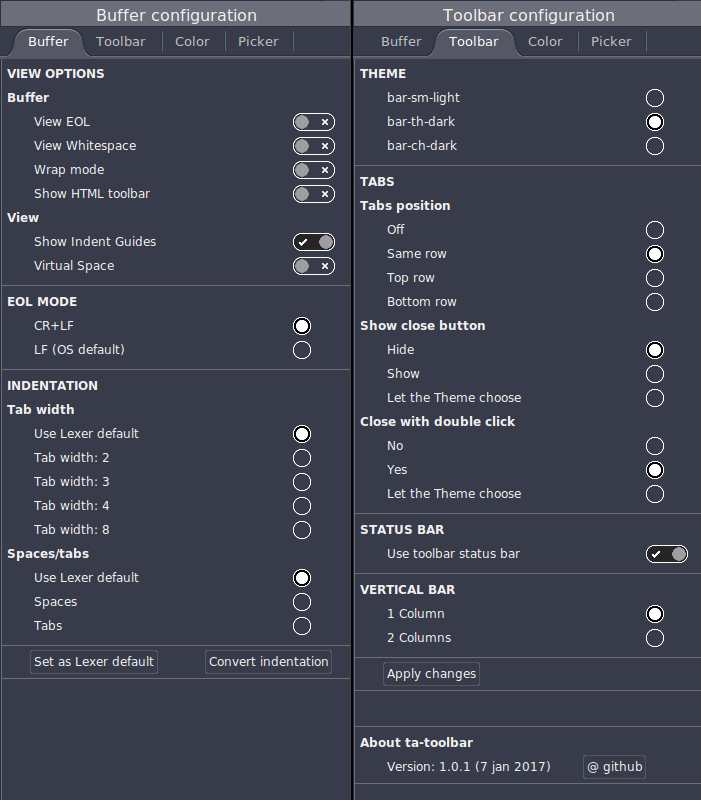 Buffer configuration
Buffer Toolbar Color Picker
VIEW OPTIONS
Buffer
View EOL
View Whitespace
Wrap mode
Show HTML toolbar
View
Show Indent Guides
Virtual Space
EOL MODE
CR+LF
LF (OS default)
INDENTATION
Tab width
Use Lexer default
Tab width: 2
Tab width: 3
Tab width: 4
Tab width: 8
Spaces/tabs
Use Lexer default
Spaces
Tabs
Set as Lexer default Convert indentation
Toolbar configuration
Buffer Toolbar Color Picker
THEME
bar-sm-light
bar-th-dark
bar-ch-dark
TABS
Tabs position
Off
Same row
Top row
Bottom row
Show close button
Hide
Show
Let the Theme choose
Close with double click
No
Yes
Let the Theme choose
STATUS BAR
Use toolbar status bar
VERTICAL BAR
1 Column
2 Columns
Apply changes
About ta-toolbar
Version: 1.0.1 (7 jan 2017) @ github